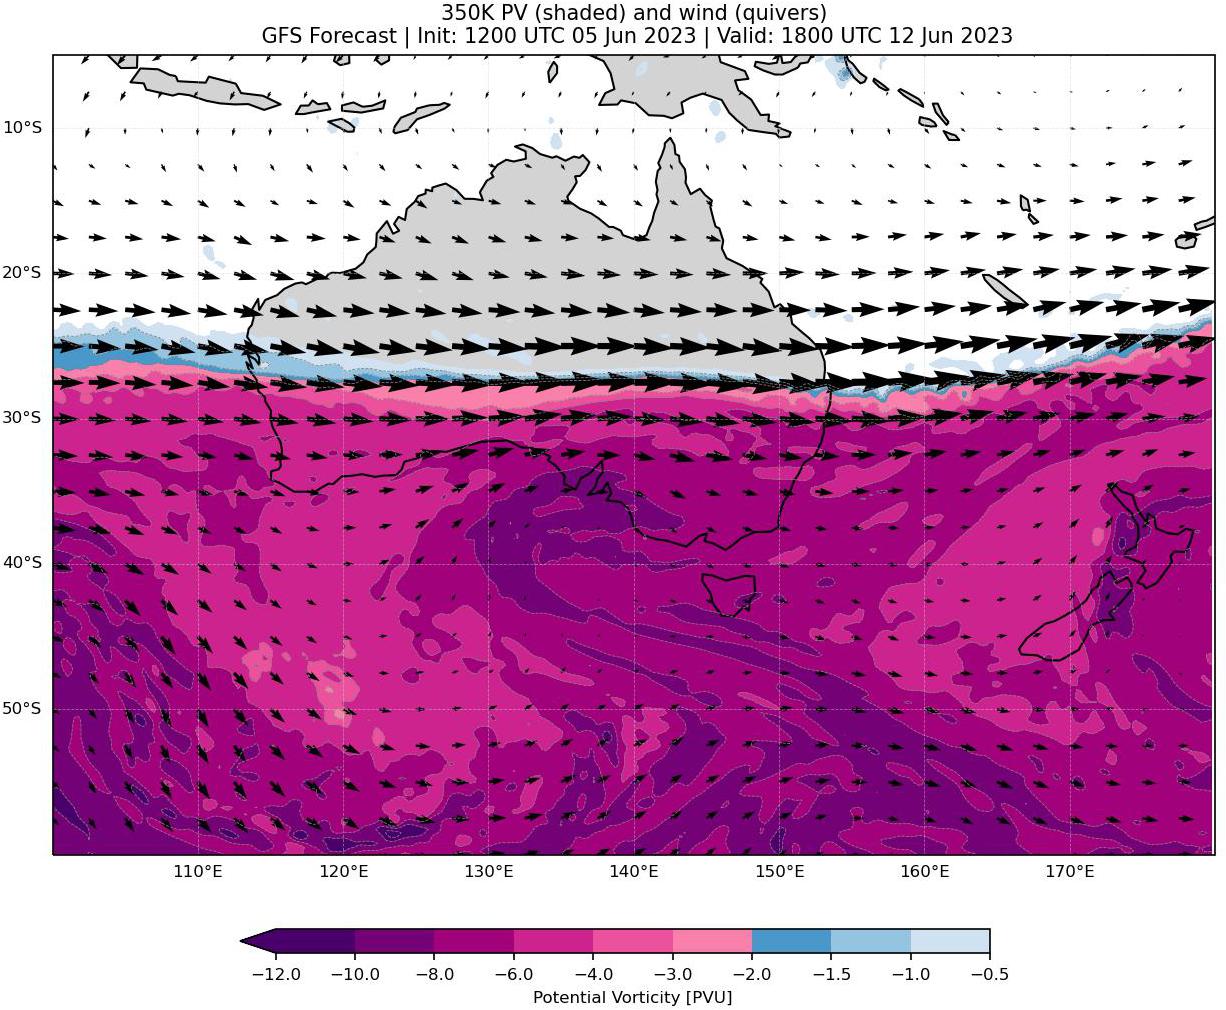 350K PV (shaded) and wind (quivers)
GFS Forecast | Init: 1200 UTC 05 Jun 2023 | Valid: 1800 UTC 12 Jun 2023
10°S
20°S
30°S
40°S
50°S
110°E 120°E 130°E 140°E 150°E 160°E 170°E
−12.0 −10.0 −8.0 −6.0 −4.0 −3.0 −2.0 −1.5 −1.0 −0.5
Potential Vorticity [PVU]